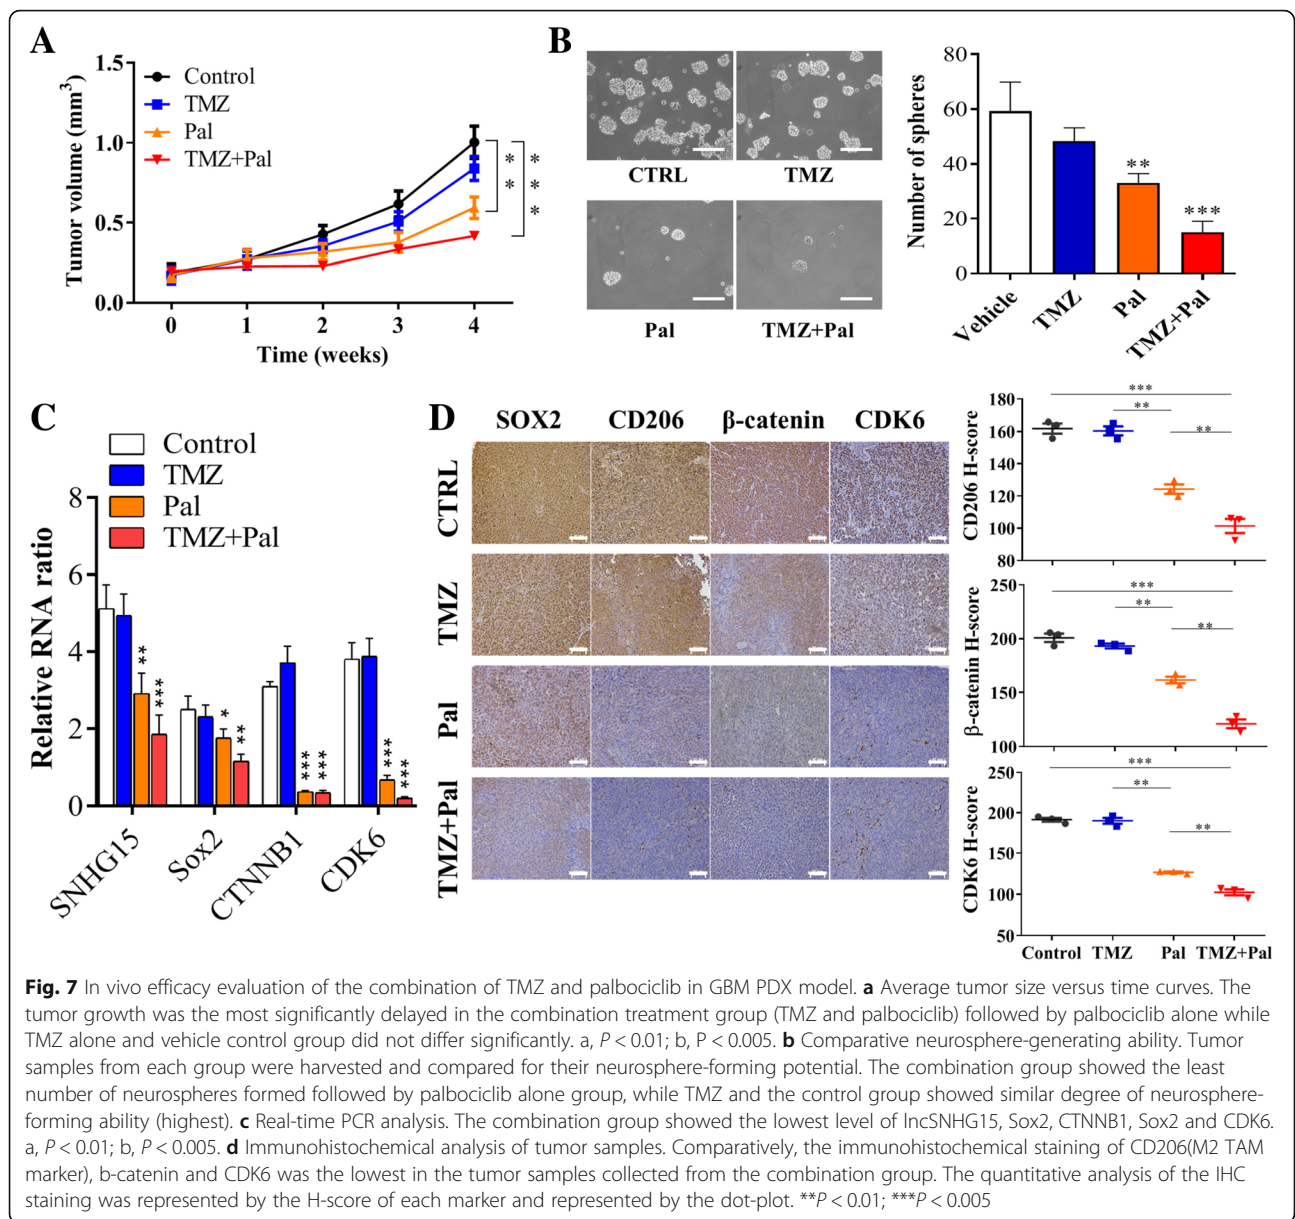 A
Tumor volume (mm³)
1.5
1.0
0.5
0.0
Control
TMZ
Pal
TMZ+Pal
**
***
0 1 2 3 4
Time (weeks)
B
CTRL TMZ
Pal TMZ+Pal
Number of spheres
80
60
40
20
0
**
***
Vehicle TMZ Pal TMZ+Pal
C
Control
TMZ
Pal
TMZ+Pal
Relative RNA ratio
8
6
4
2
0
** *** * ** *** *** *** ***
SNHG15 Sox2 CTNNB1 CDK6
D
SOX2 CD206 β-catenin CDK6
CTRL
TMZ
Pal
TMZ+Pal
CD206 H-score
180
160
140
120
100
80
***
**
**
β-catenin H-score
250
200
150
100
***
**
**
CDK6 H-score
250
200
150
100
50
***
**
**
Control TMZ Pal TMZ+Pal
Fig. 7 In vivo efficacy evaluation of the combination of TMZ and palbociclib in GBM PDX model. a Average tumor size versus time curves. The
tumor growth was the most significantly delayed in the combination treatment group (TMZ and palbociclib) followed by palbociclib alone while
TMZ alone and vehicle control group did not differ significantly. a, P < 0.01; b, P < 0.005. b Comparative neurosphere-generating ability. Tumor
samples from each group were harvested and compared for their neurosphere-forming potential. The combination group showed the least
number of neurospheres formed followed by palbociclib alone group, while TMZ and the control group showed similar degree of neurosphere-
forming ability (highest). c Real-time PCR analysis. The combination group showed the lowest level of lncSNHG15, Sox2, CTNNB1, Sox2 and CDK6.
a, P < 0.01; b, P < 0.005. d Immunohistochemical analysis of tumor samples. Comparatively, the immunohistochemical staining of CD206(M2 TAM
marker), b-catenin and CDK6 was the lowest in the tumor samples collected from the combination group. The quantitative analysis of the IHC
staining was represented by the H-score of each marker and represented by the dot-plot. **P < 0.01; ***P < 0.005